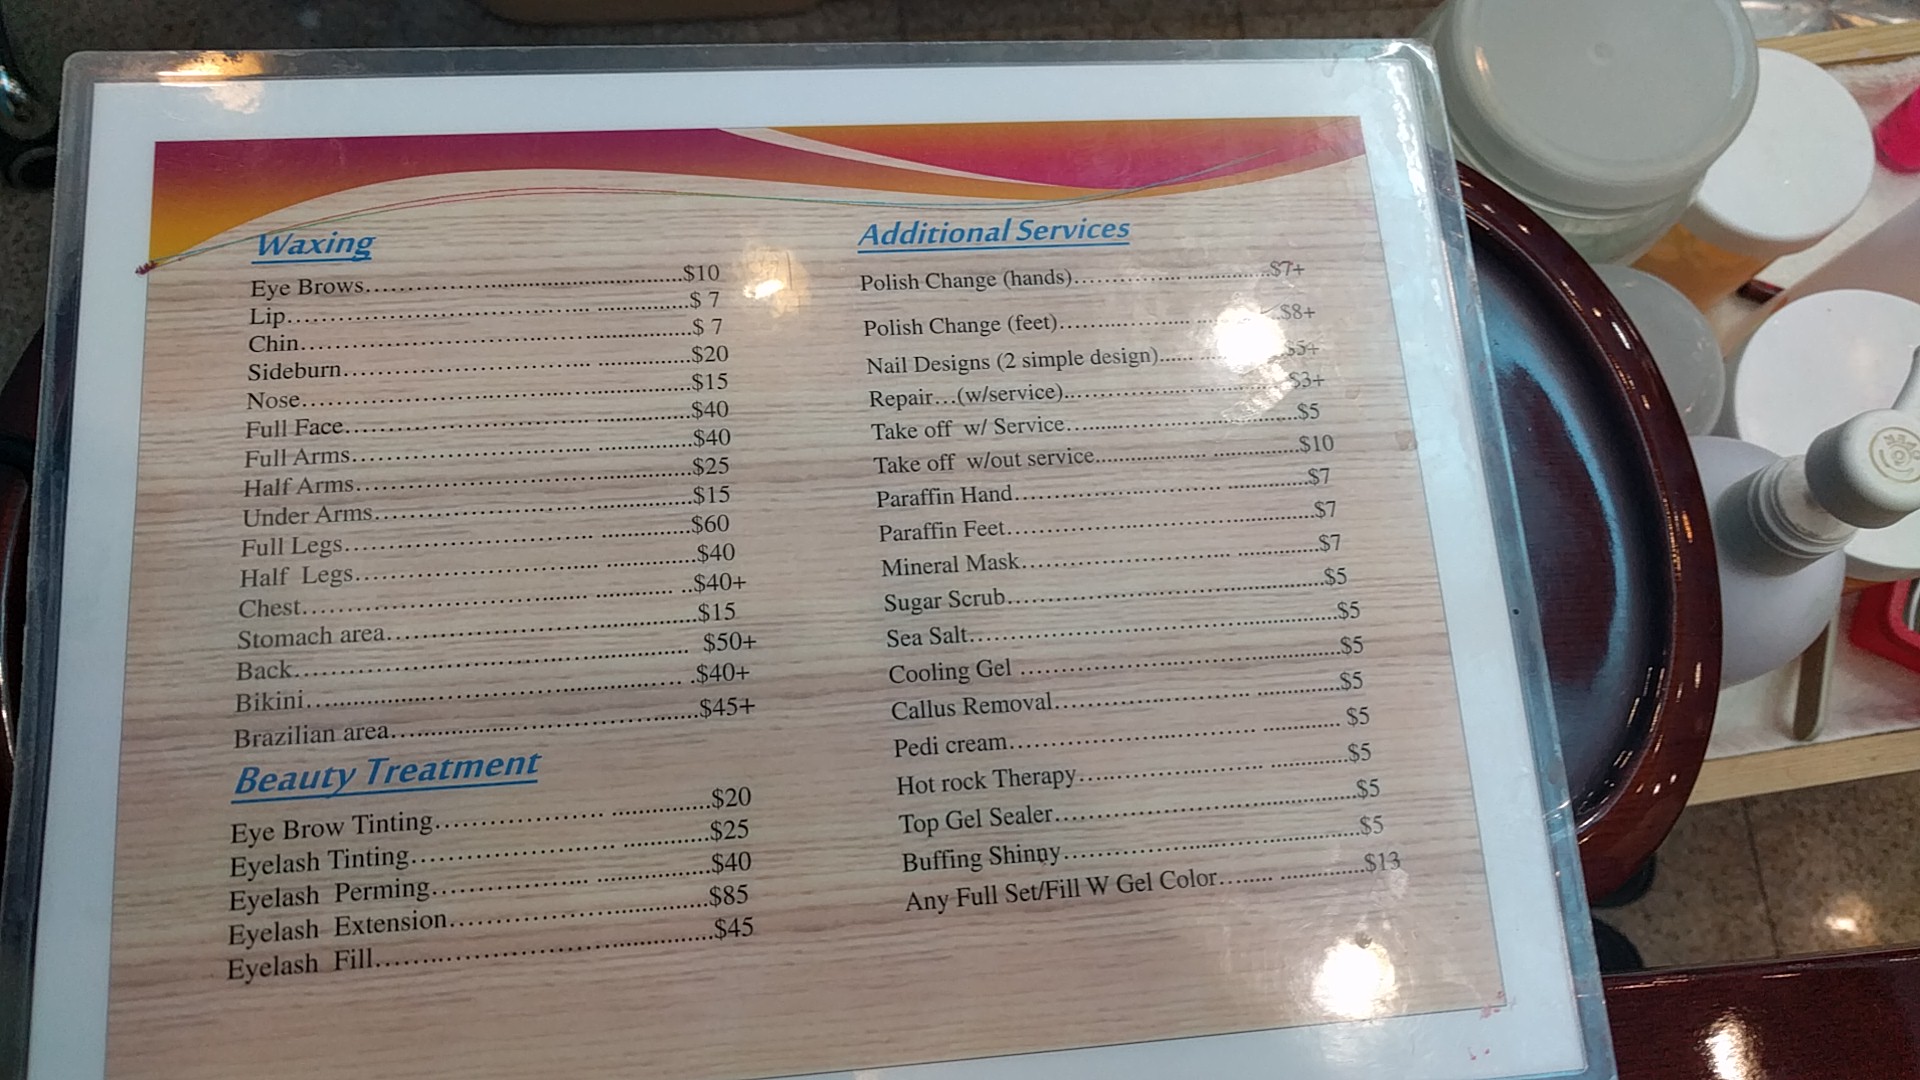 Waxing
Eye Brows..............................$10
Lip..............................$ 7
Chin..............................$ 7
Sideburn..............................$20
Nose..............................$15
Full Face..............................$40
Full Arms..............................$40
Half Arms..............................$25
Under Arms..............................$15
Full Legs..............................$60
Half Legs..............................$40
Chest..............................$40+
Stomach area..............................$15
Back.............................. $50+
Bikini..............................$40+
Brazilian area..............................$45+
Beauty Treatment
Eye Brow Tinting..............................$20
Eyelash Tinting..............................$25
Eyelash Perming..............................$40
Eyelash Extension..............................$85
Eyelash Fill..............................$45
Additional Services
Polish Change (hands)..............................$7+
Polish Change (feet)..............................$8+
Nail Designs (2 simple design)....................$5+
Repair...(w/service)..............................$3+
Take off w/ Service..............................$5
Take off w/out service..............................$10
Paraffin Hand..............................$7
Paraffin Feet..............................$7
Mineral Mask..............................$7
Sugar Scrub..............................$5
Sea Salt..............................$5
Cooling Gel ..............................$5
Callus Removal..............................$5
Pedi cream.............................. $5
Hot rock Therapy..............................$5
Top Gel Sealer..............................$5
Buffing Shinny..............................$5
Any Full Set/Fill W Gel Color....................$13